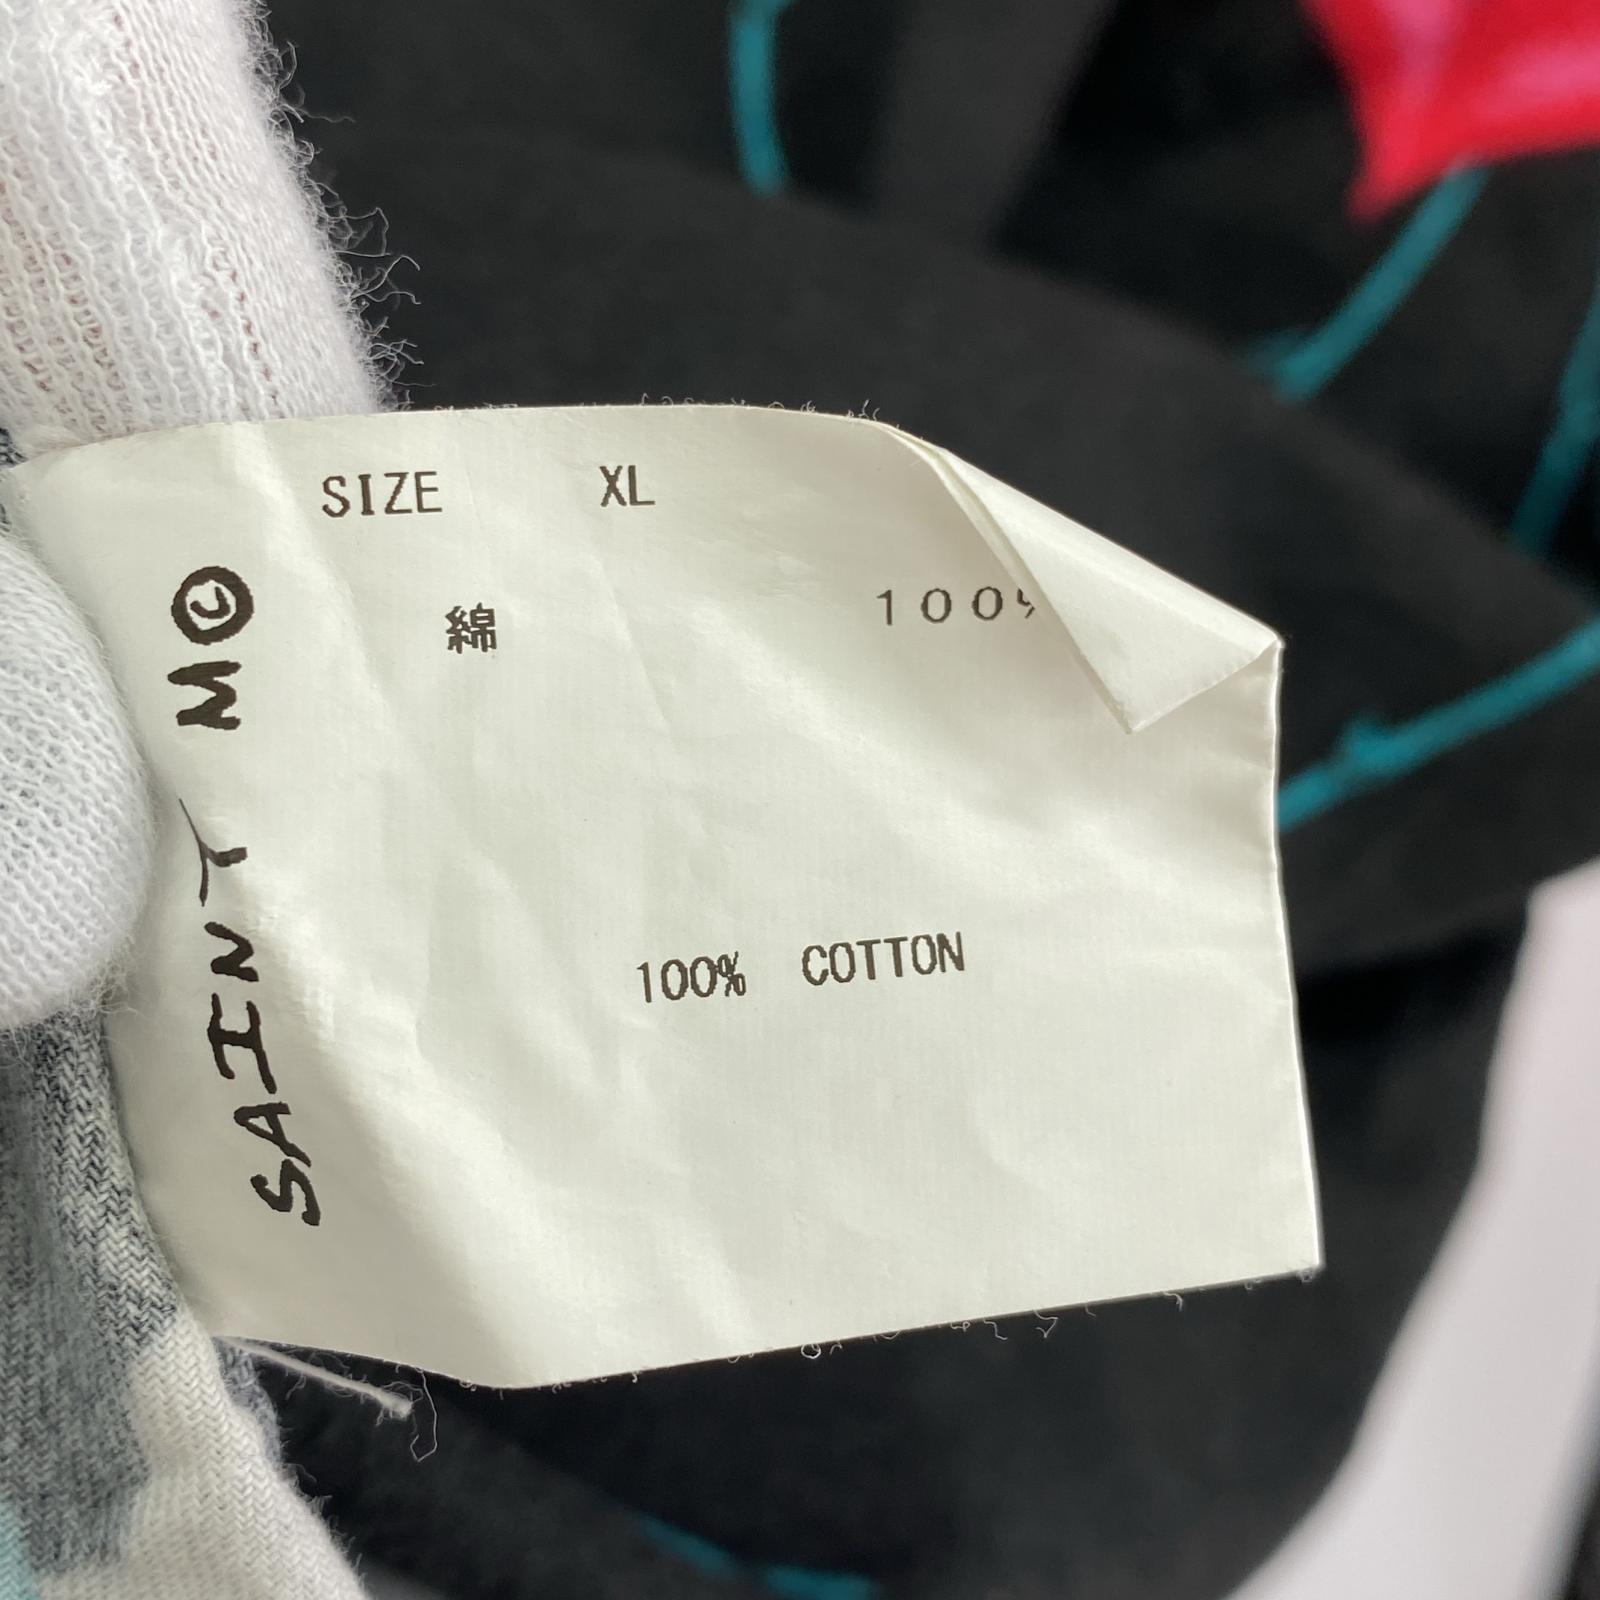 SIZE XL
綿 100%
100% COTTON
SAINT M©